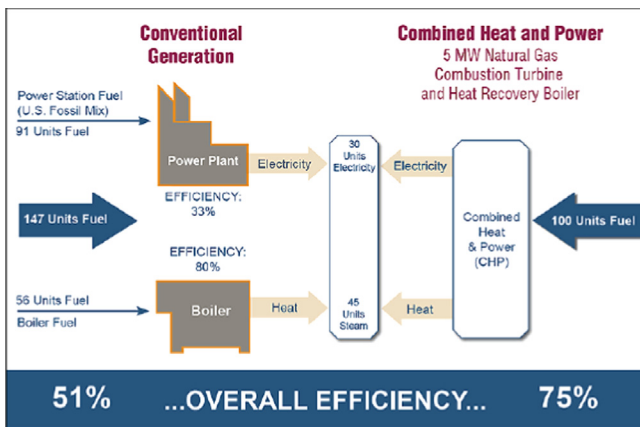 Conventional
Generation
Combined Heat and Power
5 MW Natural Gas
Combustion Turbine
and Heat Recovery Boiler
Power Station Fuel
(U.S. Fossil Mix)
91 Units Fuel
Power Plant
Electricity
30
Units
Electricity
Electricity
EFFICIENCY:
33%
147 Units Fuel
Combined
Heat
& Power
(CHP)
100 Units Fuel
EFFICIENCY:
80%
56 Units Fuel
Boiler Fuel
Boiler
Heat
45
Units
Steam
Heat
51% ...OVERALL EFFICIENCY... 75%